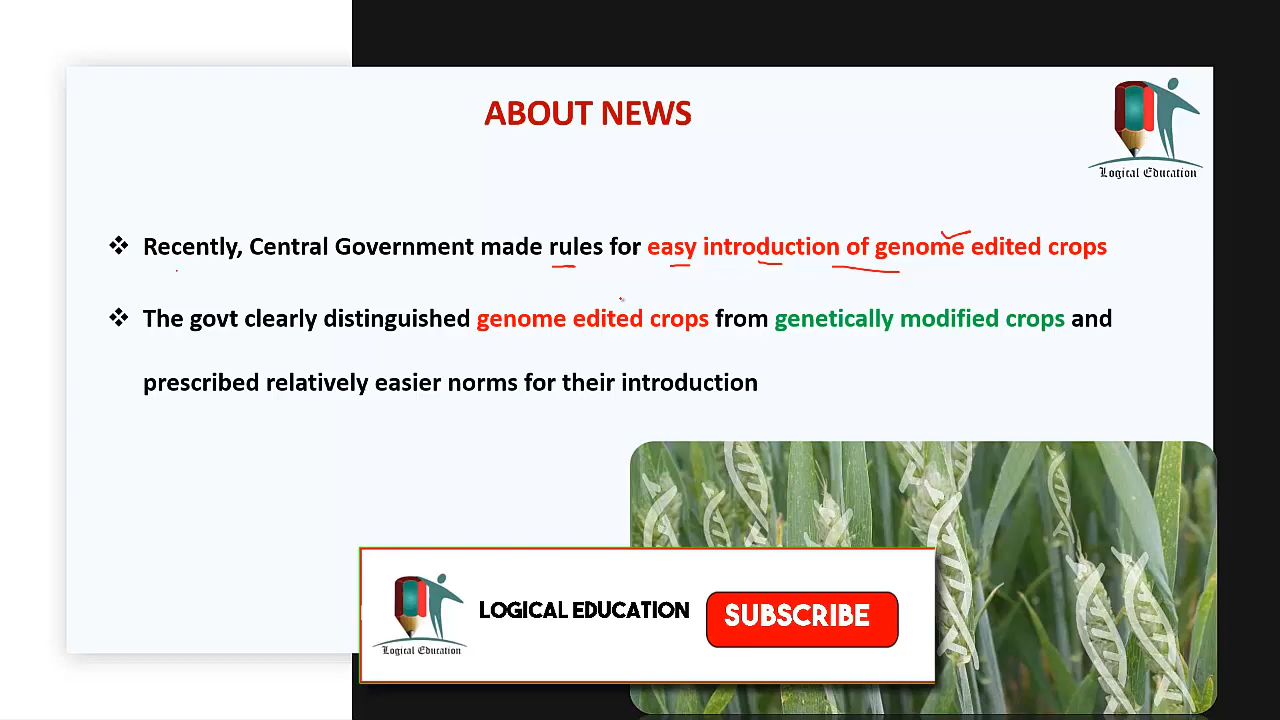 ABOUT NEWS
Logical Education
❖ Recently, Central Government made rules for easy introduction of genome edited crops
❖ The govt clearly distinguished genome edited crops from genetically modified crops and
prescribed relatively easier norms for their introduction
Logical Education
LOGICAL EDUCATION
SUBSCRIBE